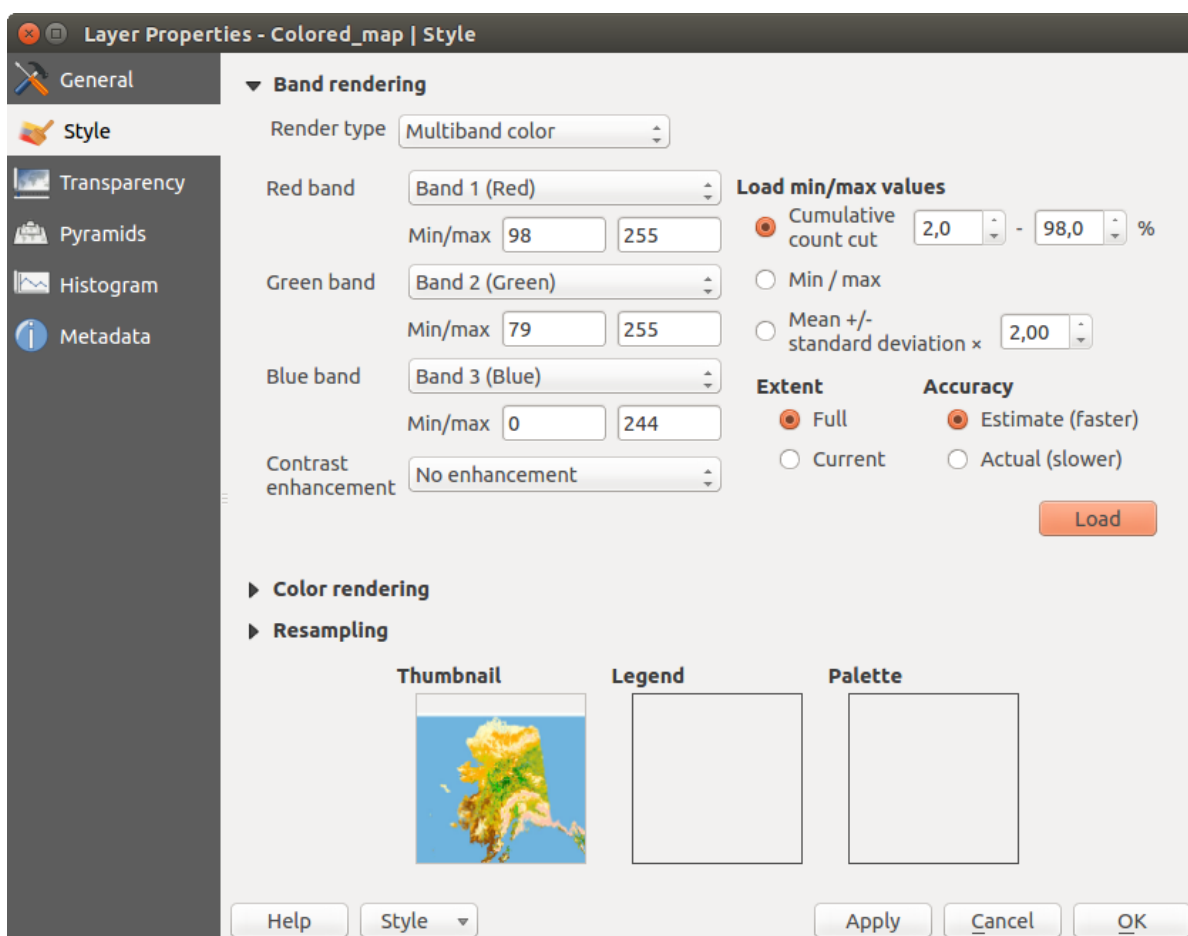 Layer Properties - Colored_map | Style
General
Style
Transparency
Pyramids
Histogram
Metadata
Band rendering
Render type Multiband color
Red band Band 1 (Red)
Min/max 98 255
Green band Band 2 (Green)
Min/max 79 255
Blue band Band 3 (Blue)
Min/max 0 244
Contrast
enhancement No enhancement
Load min/max values
Cumulative
count cut 2,0 - 98,0 %
Min / max
Mean +/-
standard deviation × 2,00
Extent
Full
Current
Accuracy
Estimate (faster)
Actual (slower)
Load
Color rendering
Resampling
Thumbnail Legend Palette
Help Style Apply Cancel OK